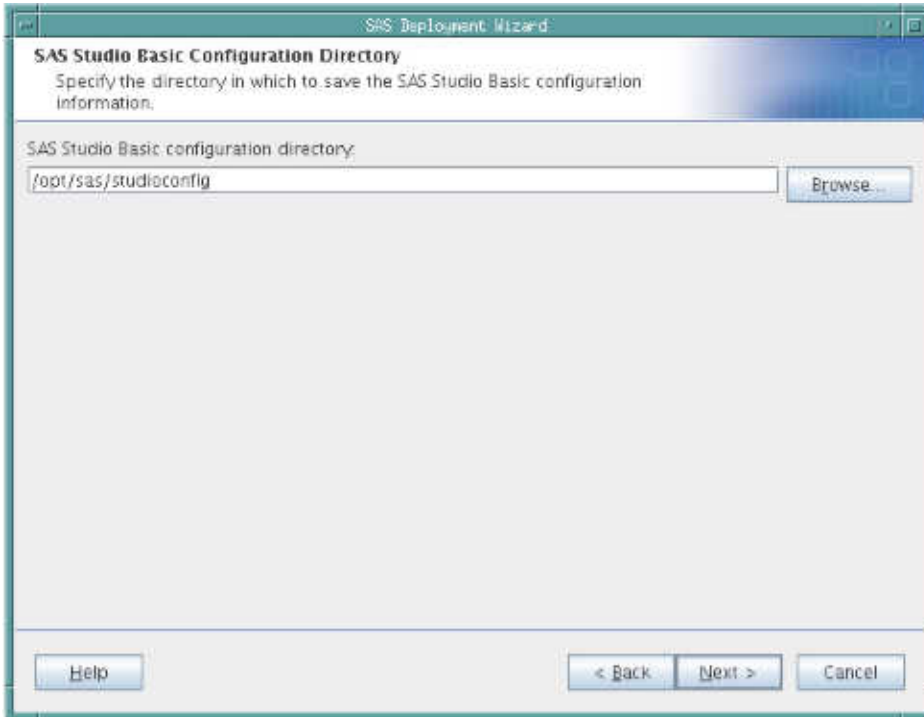 SAS Deployment Wizard
SAS Studio Basic Configuration Directory
Specify the directory in which to save the SAS Studio Basic configuration
information.
SAS Studio Basic configuration directory:
/opt/sas/studioconfig
Browse...
Help
< Back
Next >
Cancel